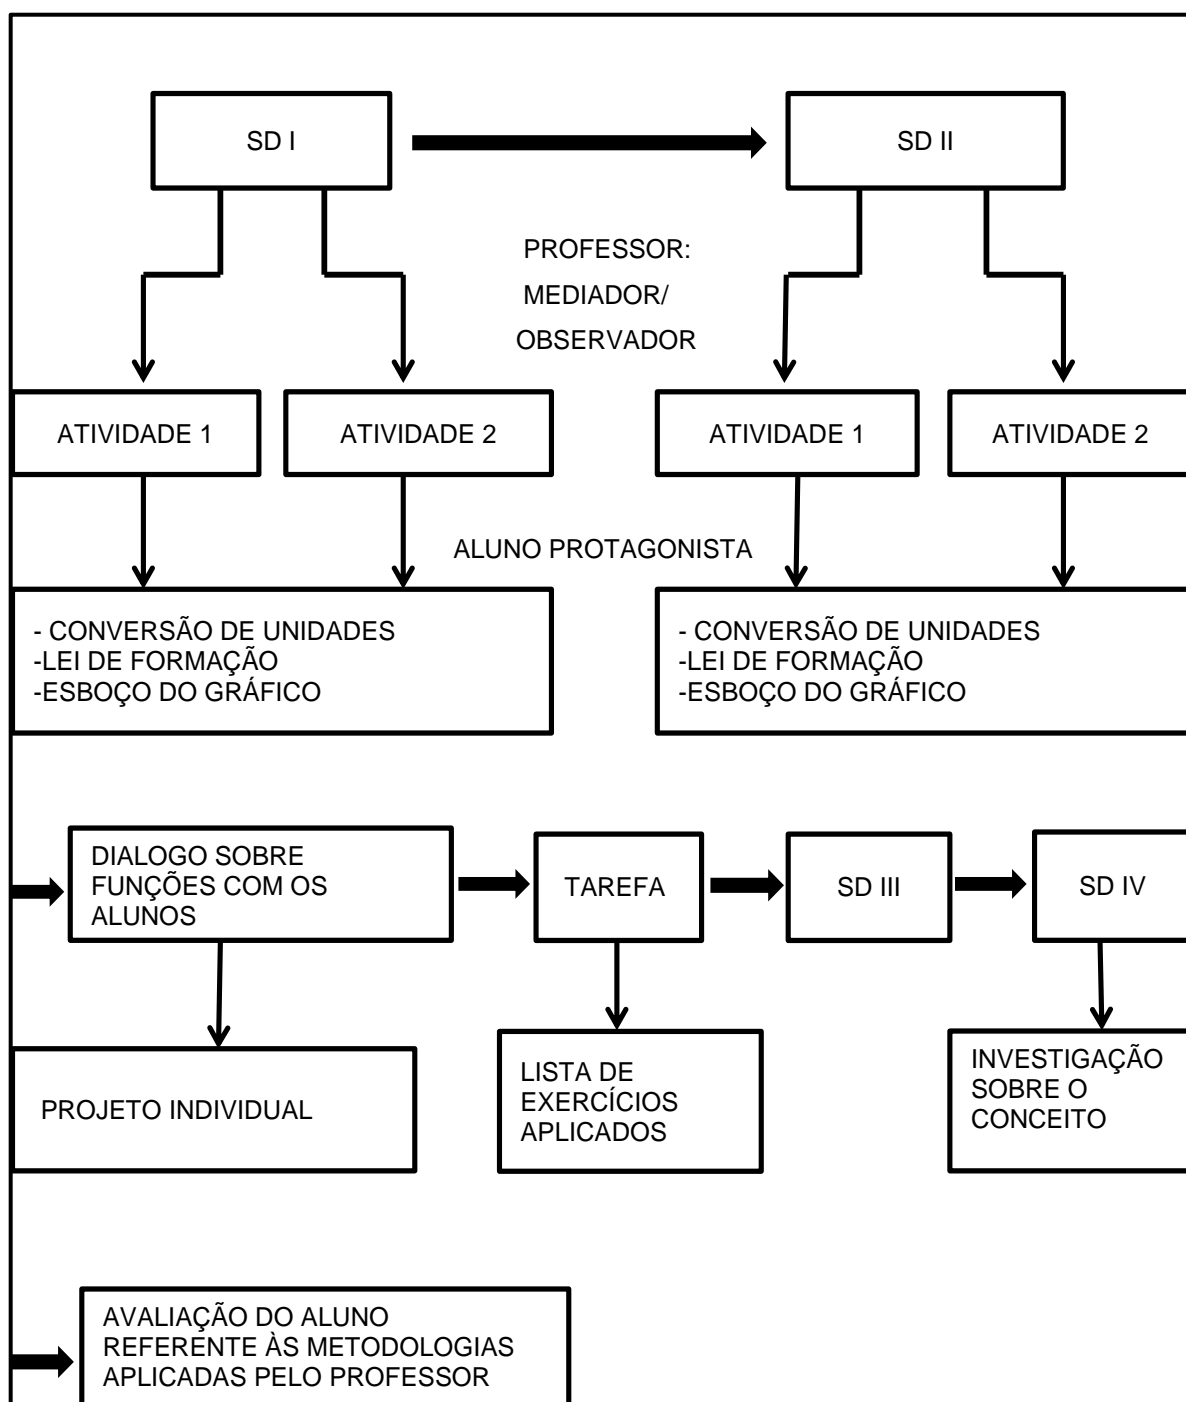 SD I
SD II
PROFESSOR:
MEDIADOR/
OBSERVADOR
ATIVIDADE 1
ATIVIDADE 2
ATIVIDADE 1
ATIVIDADE 2
ALUNO PROTAGONISTA
- CONVERSÃO DE UNIDADES
-LEI DE FORMAÇÃO
-ESBOÇO DO GRÁFICO
- CONVERSÃO DE UNIDADES
-LEI DE FORMAÇÃO
-ESBOÇO DO GRÁFICO
DIALOGO SOBRE
FUNÇÕES COM OS
ALUNOS
TAREFA
SD III
SD IV
PROJETO INDIVIDUAL
LISTA DE
EXERCÍCIOS
APLICADOS
INVESTIGAÇÃO
SOBRE O
CONCEITO
AVALIAÇÃO DO ALUNO
REFERENTE ÀS METODOLOGIAS
APLICADAS PELO PROFESSOR